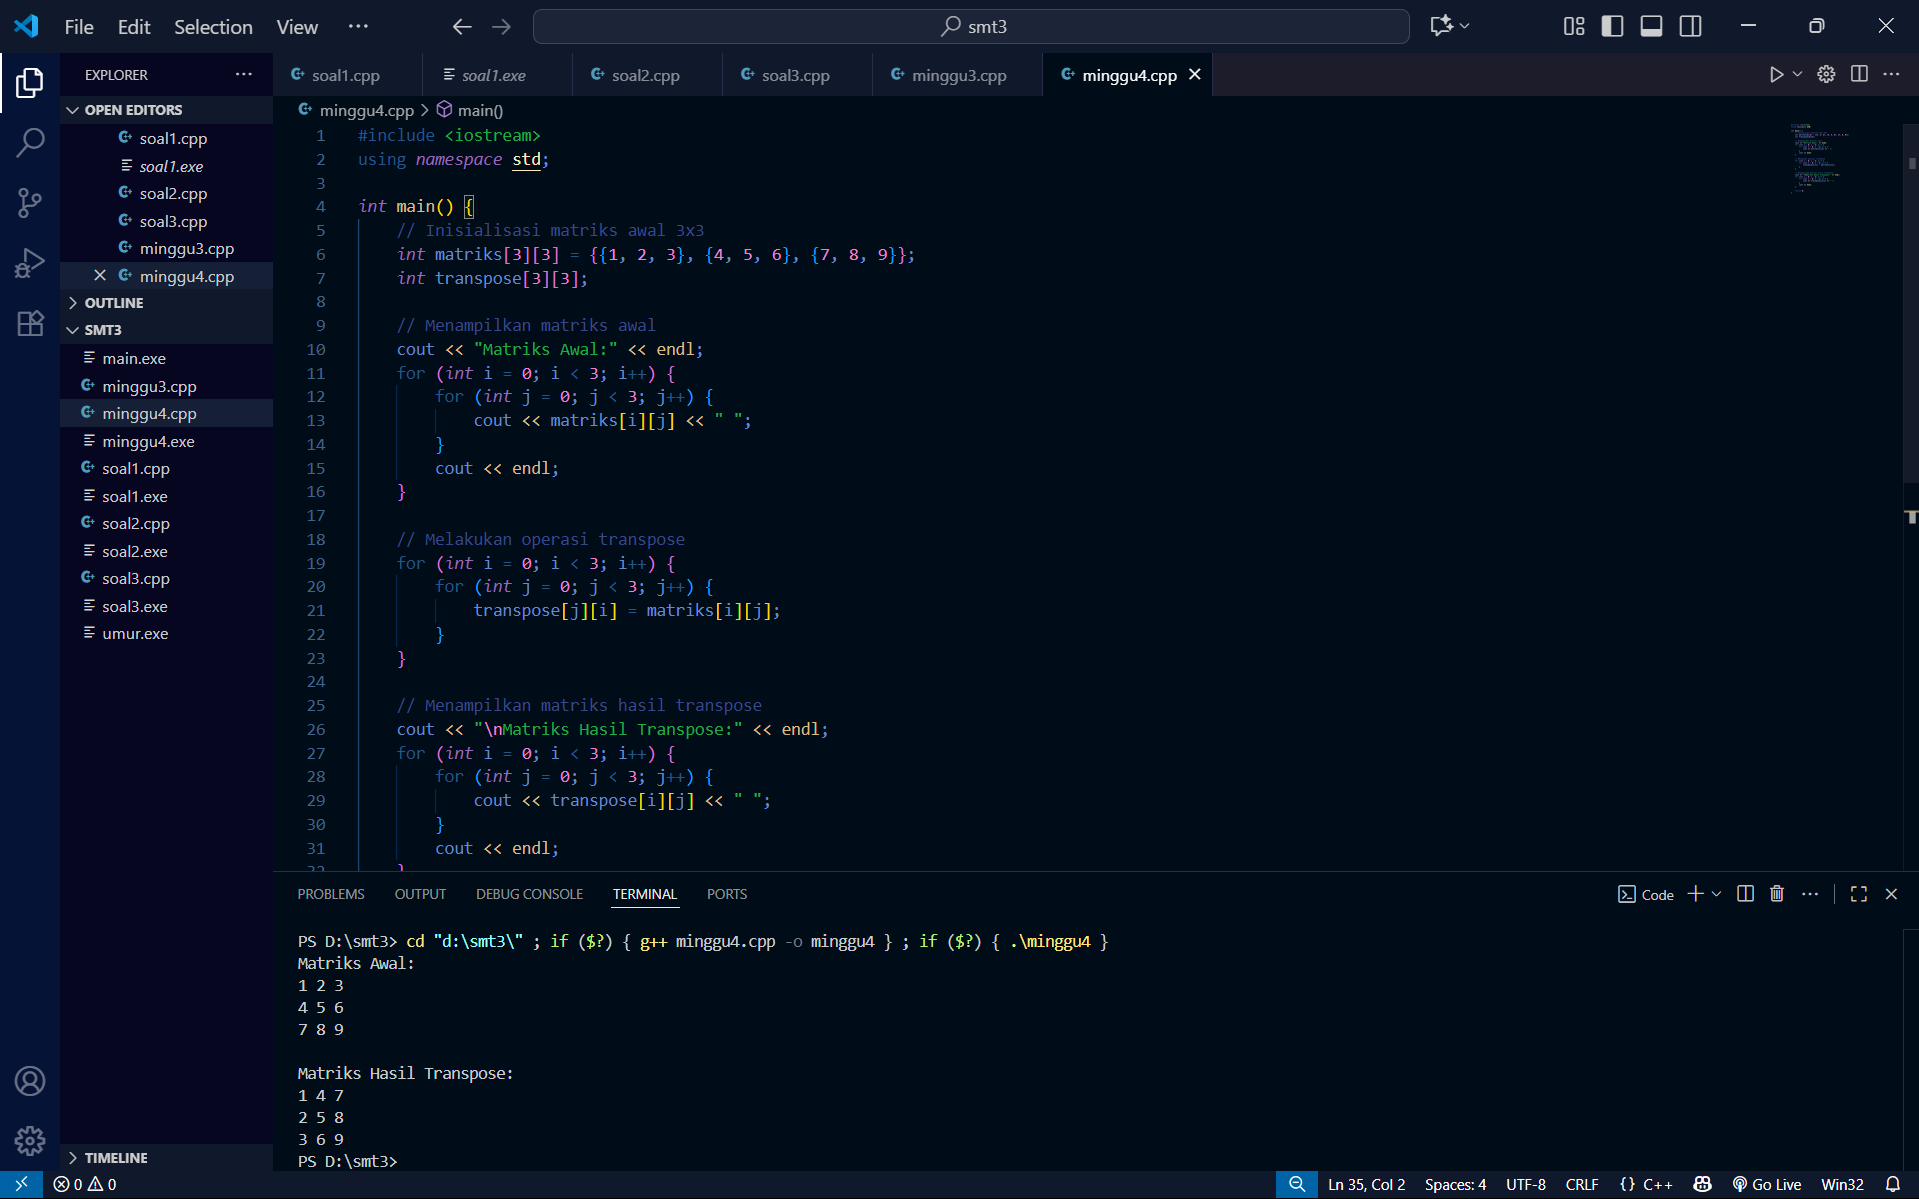 File Edit Selection View ··· smt3
EXPLORER ···
OPEN EDITORS
soal1.cpp
soal1.exe
soal2.cpp
soal3.cpp
minggu3.cpp
minggu4.cpp
OUTLINE
SMT3
main.exe
minggu3.cpp
minggu4.cpp
minggu4.exe
soal1.cpp
soal1.exe
soal2.cpp
soal2.exe
soal3.cpp
soal3.exe
umur.exe
TIMELINE
soal1.cpp soal1.exe soal2.cpp soal3.cpp minggu3.cpp minggu4.cpp
minggu4.cpp > main()
1 #include <iostream>
2 using namespace std;
3
4 int main() {
5 // Inisialisasi matriks awal 3x3
6 int matriks[3][3] = {{1, 2, 3}, {4, 5, 6}, {7, 8, 9}};
7 int transpose[3][3];
8
9 // Menampilkan matriks awal
10 cout << "Matriks Awal:" << endl;
11 for (int i = 0; i < 3; i++) {
12 for (int j = 0; j < 3; j++) {
13 cout << matriks[i][j] << " ";
14 }
15 cout << endl;
16 }
17
18 // Melakukan operasi transpose
19 for (int i = 0; i < 3; i++) {
20 for (int j = 0; j < 3; j++) {
21 transpose[j][i] = matriks[i][j];
22 }
23 }
24
25 // Menampilkan matriks hasil transpose
26 cout << "\nMatriks Hasil Transpose:" << endl;
27 for (int i = 0; i < 3; i++) {
28 for (int j = 0; j < 3; j++) {
29 cout << transpose[i][j] << " ";
30 }
31 cout << endl;
32 }
PROBLEMS OUTPUT DEBUG CONSOLE TERMINAL PORTS Code
PS D:\smt3> cd "d:\smt3\" ; if ($?) { g++ minggu4.cpp -o minggu4 } ; if ($?) { .\minggu4 }
Matriks Awal:
1 2 3
4 5 6
7 8 9
Matriks Hasil Transpose:
1 4 7
2 5 8
3 6 9
PS D:\smt3>
0 0 Ln 35, Col 2 Spaces: 4 UTF-8 CRLF {} C++ Go Live Win32